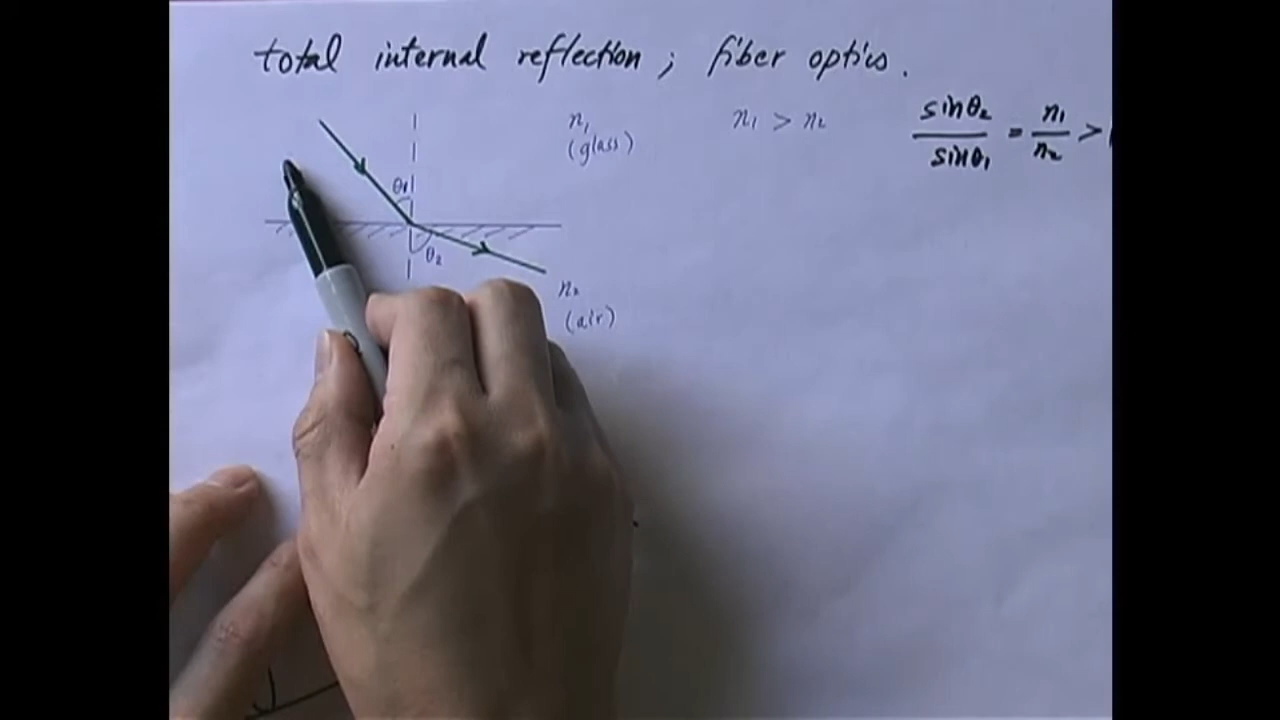 total internal reflection ; fiber optics .
n₁ (glass)
n₁ > n₂
sinθ₂ / sinθ₁ = n₁ / n₂ >
θ₁
θ₂
n₂ (air)